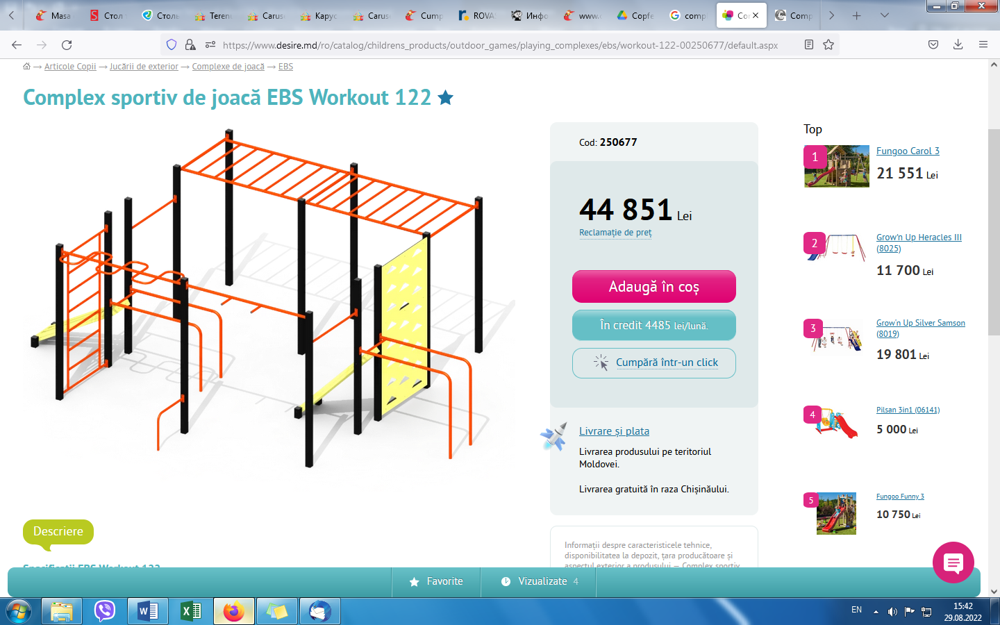 Masa
Стол
Столь
Teren
Carus
Карус
Carus
Cump
ROVA
Инфо
www.
Copfe
comp
Co
Comp
https://www.desire.md/ro/catalog/childrens_products/outdoor_games/playing_complexes/ebs/workout-122-00250677/default.aspx
→ Articole Copii → Jucării de exterior → Complexe de joacă → EBS
Complex sportiv de joacă EBS Workout 122
Cod: 250677
44 851 Lei
Reclamație de preț
Adaugă în coș
În credit 4485 lei/lună.
Cumpără într-un click
Livrare și plata
Livrarea produsului pe teritoriul
Moldovei.
Livrarea gratuită în raza Chișinăului.
Informații despre caracteristicele tehnice,
disponibilitatea la depozit, țara producătoare și
aspectul exterior a produsului — Complex sportiv
Top
1
Fungoo Carol 3
21 551 Lei
2
Grow'n Up Heracles III
(8025)
11 700 Lei
3
Grow'n Up Silver Samson
(8019)
19 801 Lei
4
Pilsan 3in1 (06141)
5 000 Lei
5
Fungoo Funny 3
10 750 Lei
Descriere
Specificații EBS Workout 122
Favorite
Vizualizate 4
EN
15:42
29.08.2022